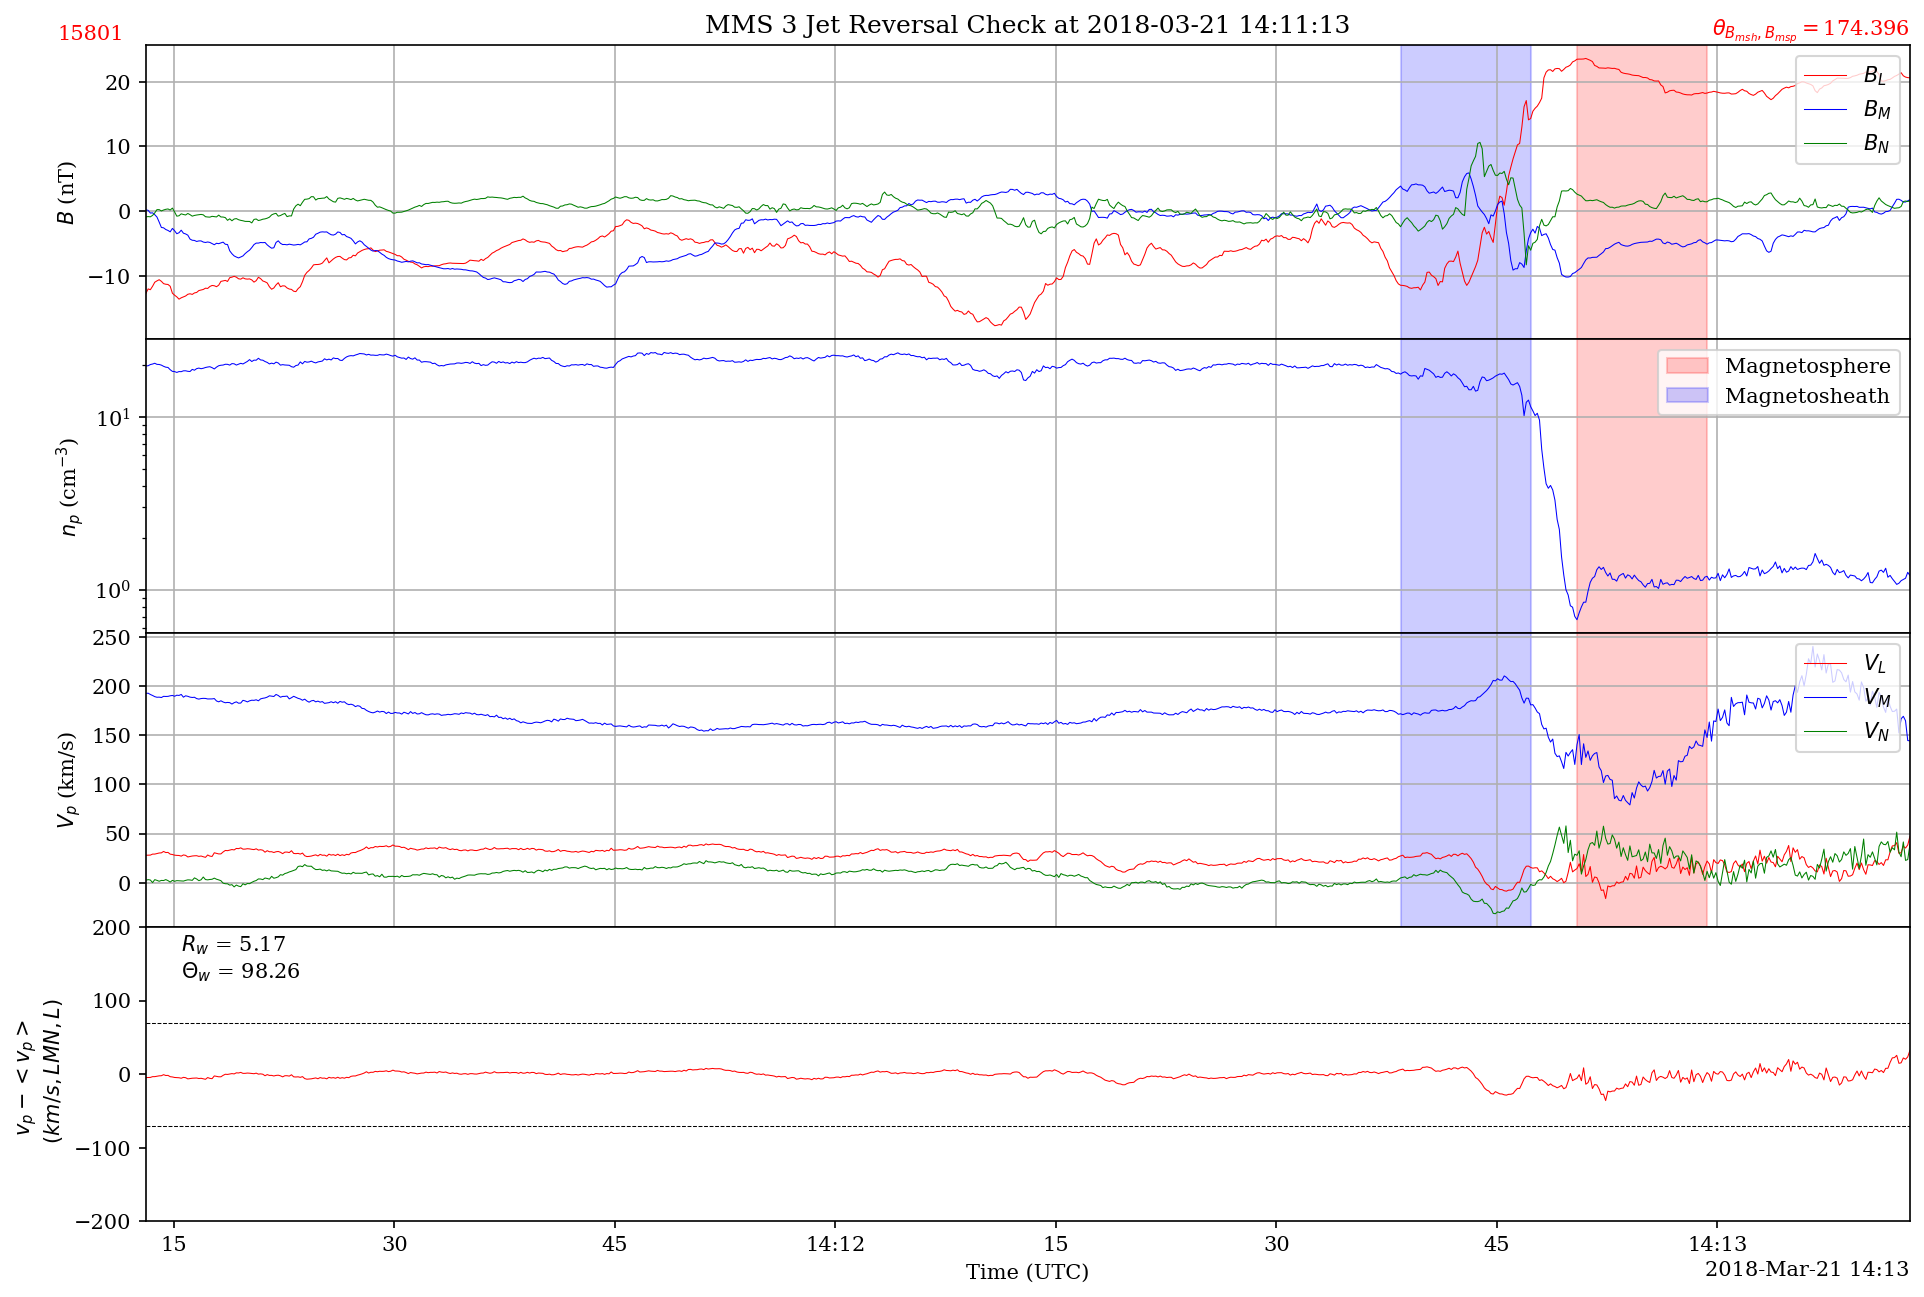 15801
MMS 3 Jet Reversal Check at 2018-03-21 14:11:13
θ_{B_{msh}, B_{msp}} = 174.396
B (nT)
20
10
0
−10
B_L
B_M
B_N
n_p (cm^{−3})
10^1
10^0
Magnetosphere
Magnetosheath
V_p (km/s)
250
200
150
100
50
0
V_L
V_M
V_N
v_p − < v_p >
(km/s, LMN, L)
200
100
0
−100
−200
R_w = 5.17
Θ_w = 98.26
15
30
45
14:12
15
30
45
14:13
Time (UTC)
2018-Mar-21 14:13